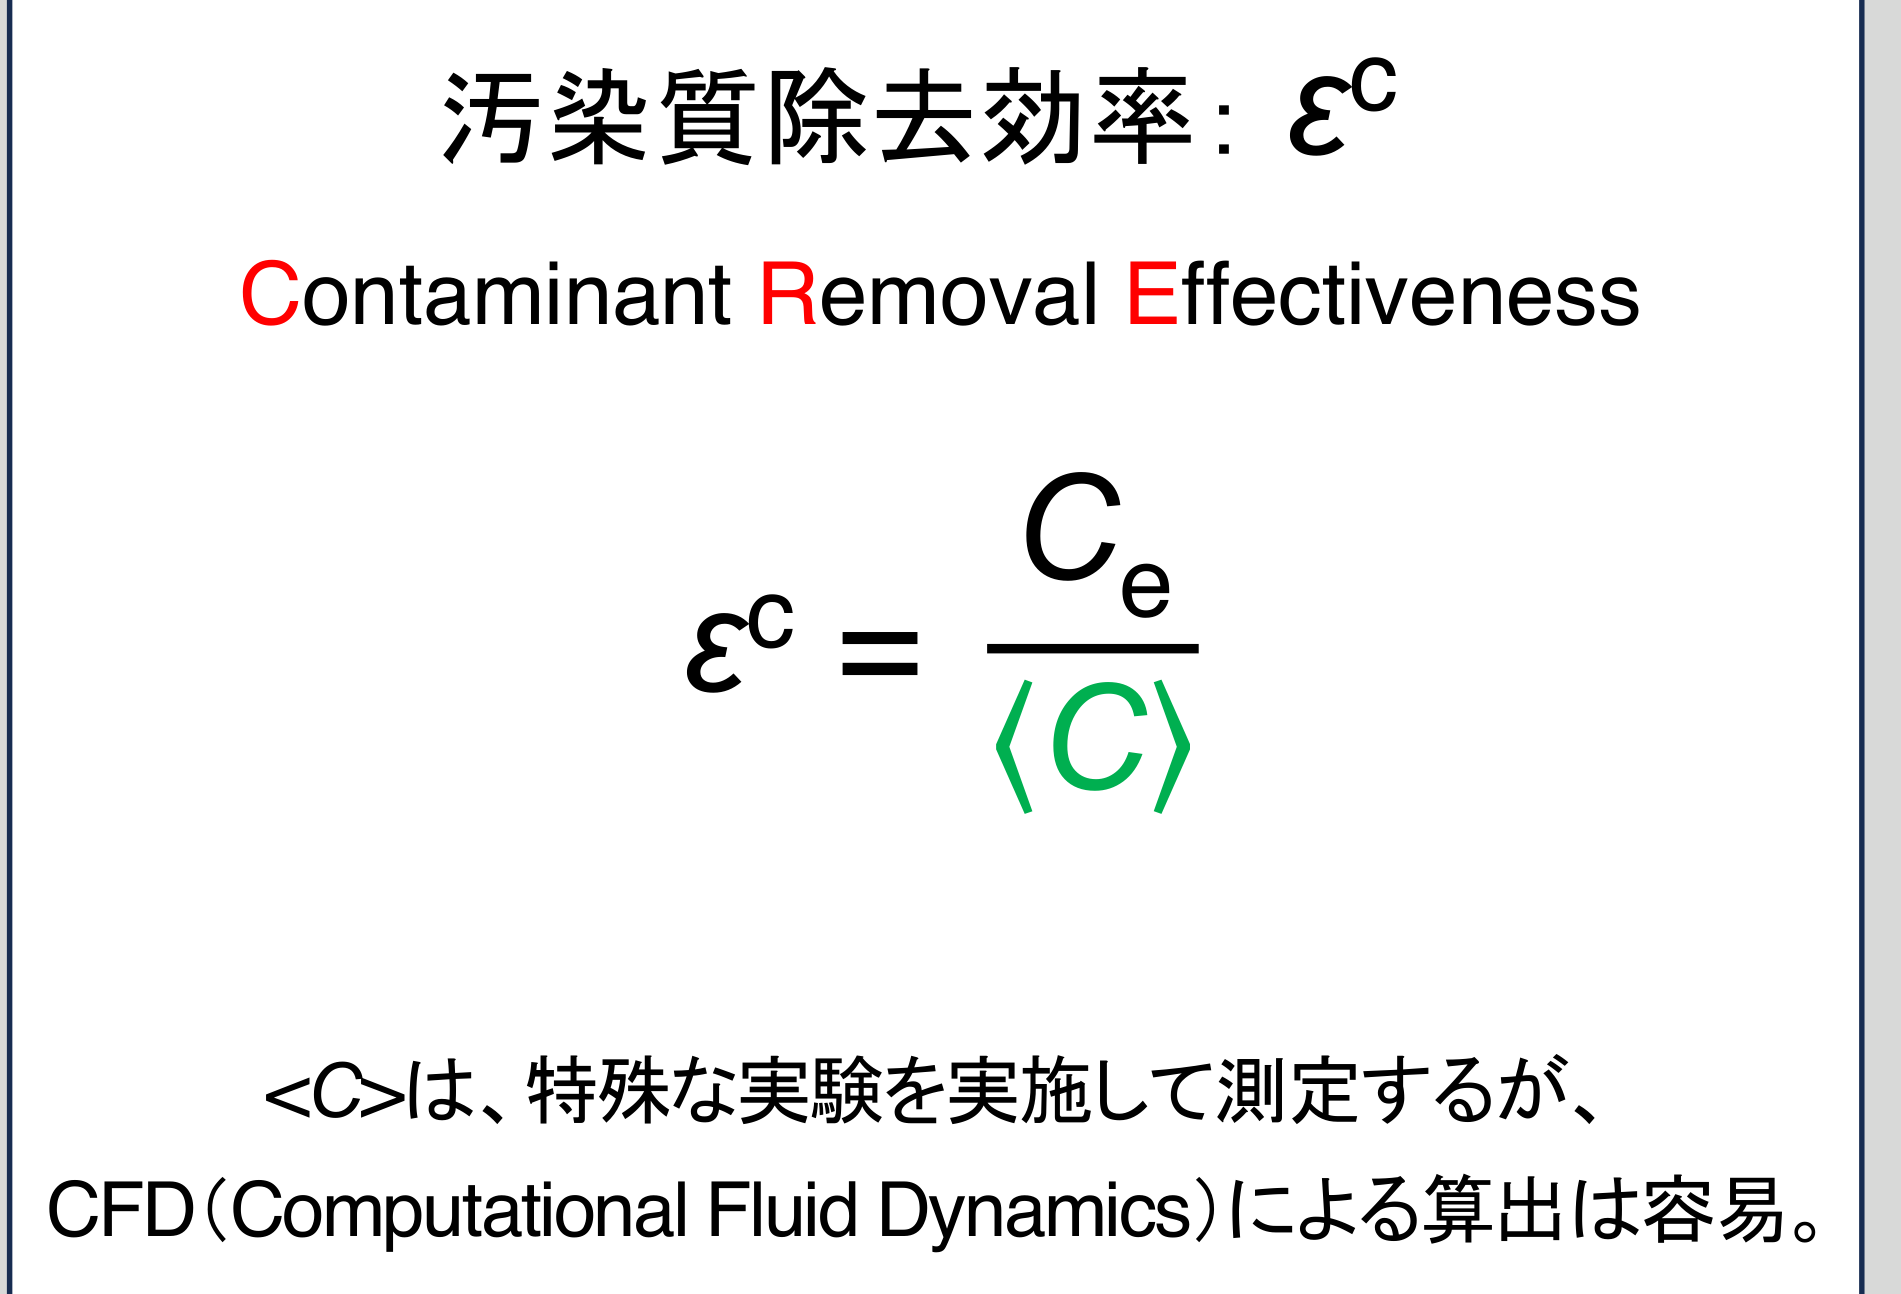 汚染質除去効率: εᶜ
Contaminant Removal Effectiveness
εᶜ = Cₑ / ⟨C⟩
<C>は、特殊な実験を実施して測定するが、
CFD(Computational Fluid Dynamics)による算出は容易。